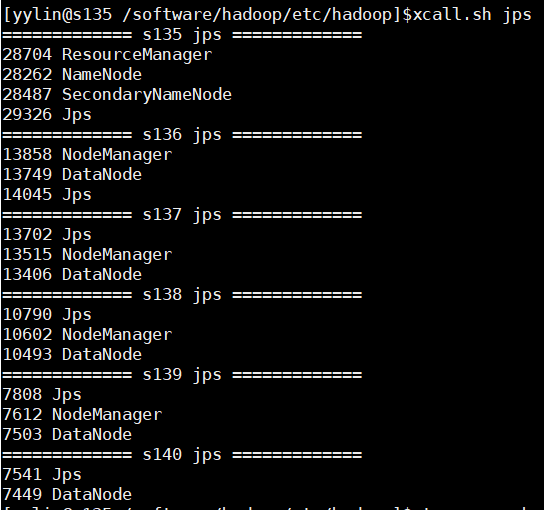 [yylin@s135 /software/hadoop/etc/hadoop]$xcall.sh jps
============= s135 jps =============
28704 ResourceManager
28262 NameNode
28487 SecondaryNameNode
29326 Jps
============= s136 jps =============
13858 NodeManager
13749 DataNode
14045 Jps
============= s137 jps =============
13702 Jps
13515 NodeManager
13406 DataNode
============= s138 jps =============
10790 Jps
10602 NodeManager
10493 DataNode
============= s139 jps =============
7808 Jps
7612 NodeManager
7503 DataNode
============= s140 jps =============
7541 Jps
7449 DataNode